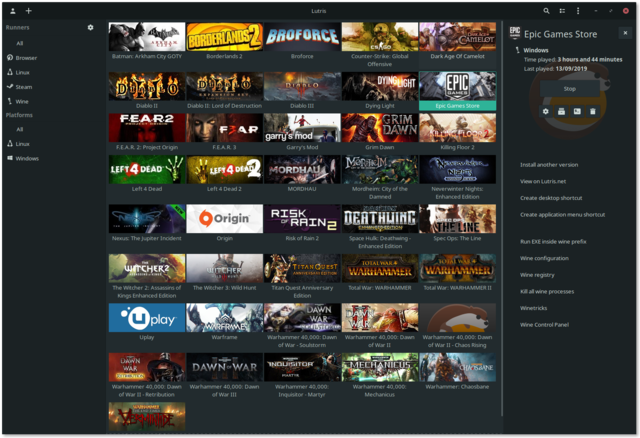 Lutris
Runners
All
Browser
Linux
Steam
Wine
Platforms
All
Linux
Windows
Batman: Arkham City GOTY
Borderlands 2
Broforce
Counter-Strike: Global
Offensive
Dark Age Of Camelot
Diablo II
Diablo II: Lord of Destruction
Diablo III
Dying Light
Epic Games Store
F.E.A.R. 2: Project Origin
F.E.A.R. 3
Garry's Mod
Grim Dawn
Killing Floor 2
Left 4 Dead
Left 4 Dead 2
MORDHAU
Mordheim: City of the
Damned
Neverwinter Nights:
Enhanced Edition
Nexus: The Jupiter Incident
Origin
Risk of Rain 2
Space Hulk: Deathwing -
Enhanced Edition
Spec Ops: The Line
The Witcher 2: Assassins of
Kings Enhanced Edition
The Witcher 3: Wild Hunt
Titan Quest Anniversary
Edition
Total War: WARHAMMER
Total War: WARHAMMER II
Uplay
Warframe
Warhammer 40,000: Dawn
of War - Soulstorm
Warhammer 40,000: Dawn
of War II
Warhammer 40,000: Dawn
of War II - Chaos Rising
Warhammer 40,000: Dawn
of War II - Retribution
Warhammer 40,000: Dawn
of War III
Warhammer 40,000:
Inquisitor - Martyr
Warhammer 40,000:
Mechanicus
Warhammer: Chaosbane
Epic Games Store
Windows
Time played: 3 hours and 44 minutes
Last played: 13/09/2019
Stop
Install another version
View on Lutris.net
Create desktop shortcut
Create application menu shortcut
Run EXE inside wine prefix
Wine configuration
Wine registry
Kill all wine processes
Winetricks
Wine Control Panel